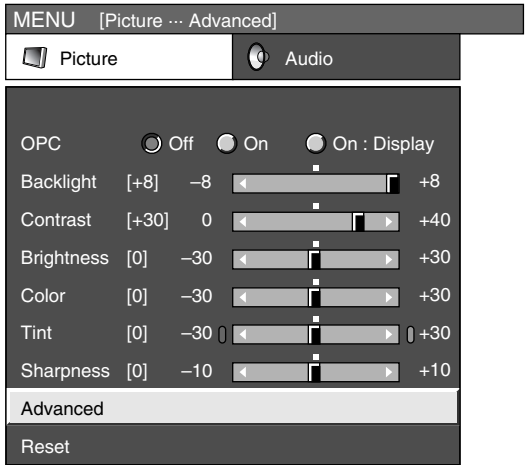 MENU [Picture ··· Advanced]
Picture Audio
OPC Off On On : Display
Backlight [+8] –8 +8
Contrast [+30] 0 +40
Brightness [0] –30 +30
Color [0] –30 +30
Tint [0] –30 +30
Sharpness [0] –10 +10
Advanced
Reset